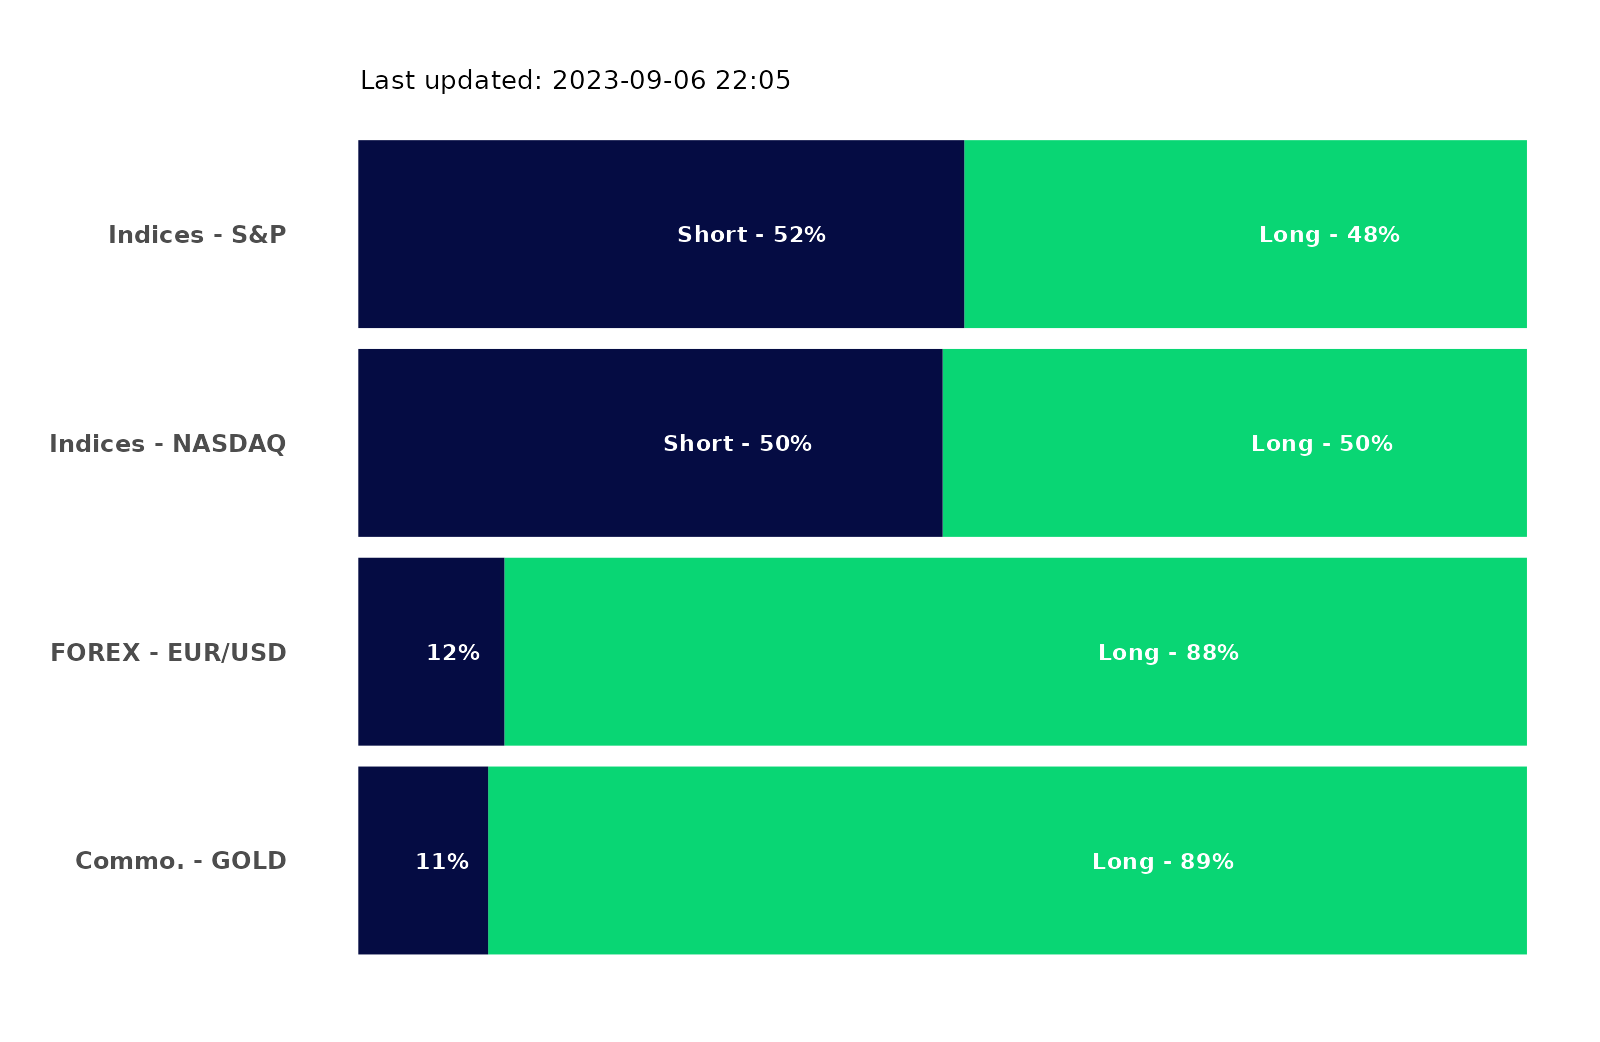 Last updated: 2023-09-06 22:05
Indices - S&P Short - 52% Long - 48%
Indices - NASDAQ Short - 50% Long - 50%
FOREX - EUR/USD 12% Long - 88%
Commo. - GOLD 11% Long - 89%